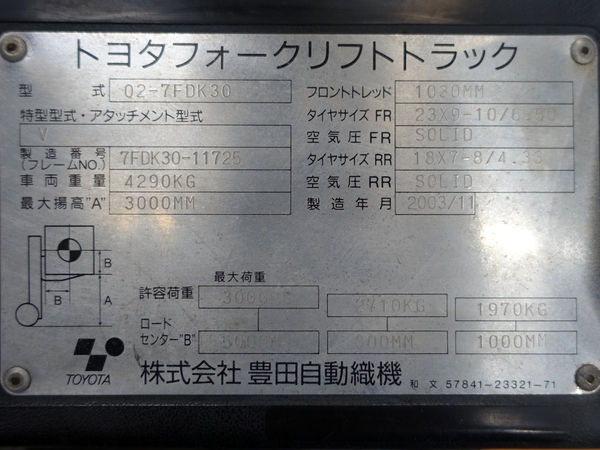 トヨタフォークリフトトラック
型式 02-7FDK30
特型型式・アタッチメント型式
V
製造番号
(フレームNO.) 7FDK30-11725
車両重量 4290KG
最大揚高"A" 3000MM
フロントトレッド 1030MM
タイヤサイズ FR 23X9-10/6.50
空気圧 FR SOLID
タイヤサイズ RR 18X7-8/4.33
空気圧 RR SOLID
製造年月 2003/11
B
B
A
最大荷重
許容荷重 1970KG
ロード
センター"B" 1000MM
TOYOTA
株式会社 豊田自動織機
和文 57841-23321-71